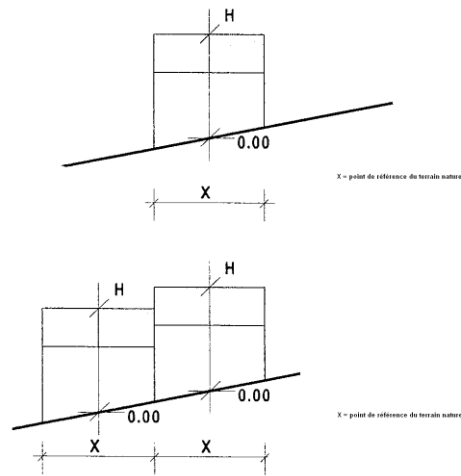 H
0.00
X = point de référence du terrain nature
X
H
H
0.00
0.00
X = point de référence du terrain nature
X X